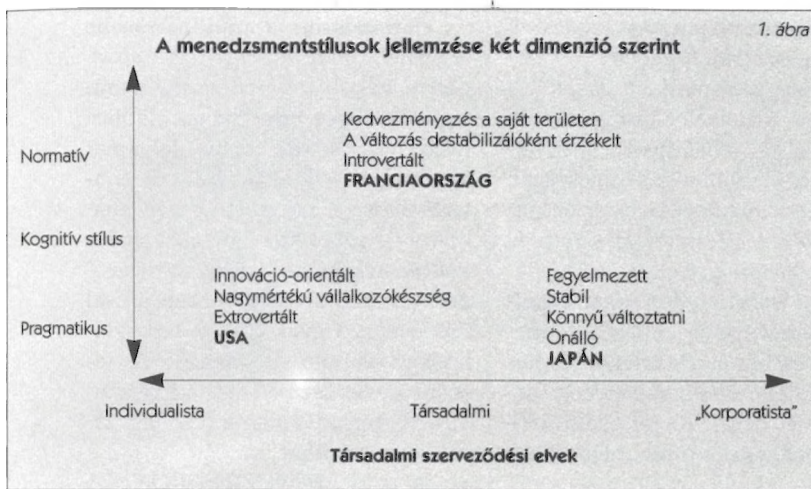 1. ábra
A menedzsmentstílusok jellemzése két dimenzió szerint
Normatív
Kedvezményezés a saját területen
A változás destabilizálóként érzékelt
Introvertált
FRANCIAORSZÁG
Kognitív stílus
Pragmatikus
Innováció-orientált
Nagymértékű vállalkozókészség
Extrovertált
USA
Fegyelmezett
Stabil
Könnyű változtatni
Önálló
JAPÁN
Individualista
Társadalmi
„Korporatista"
Társadalmi szerveződési elvek